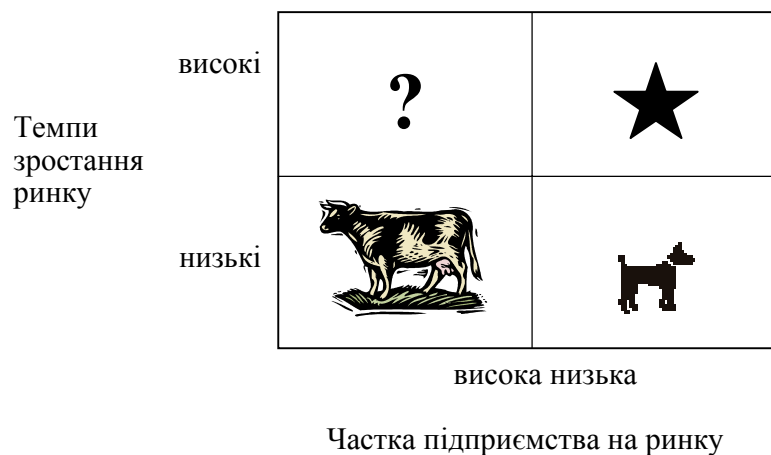 високі
?
Темпи
зростання
ринку
низькі
висока низька
Частка підприємства на ринку